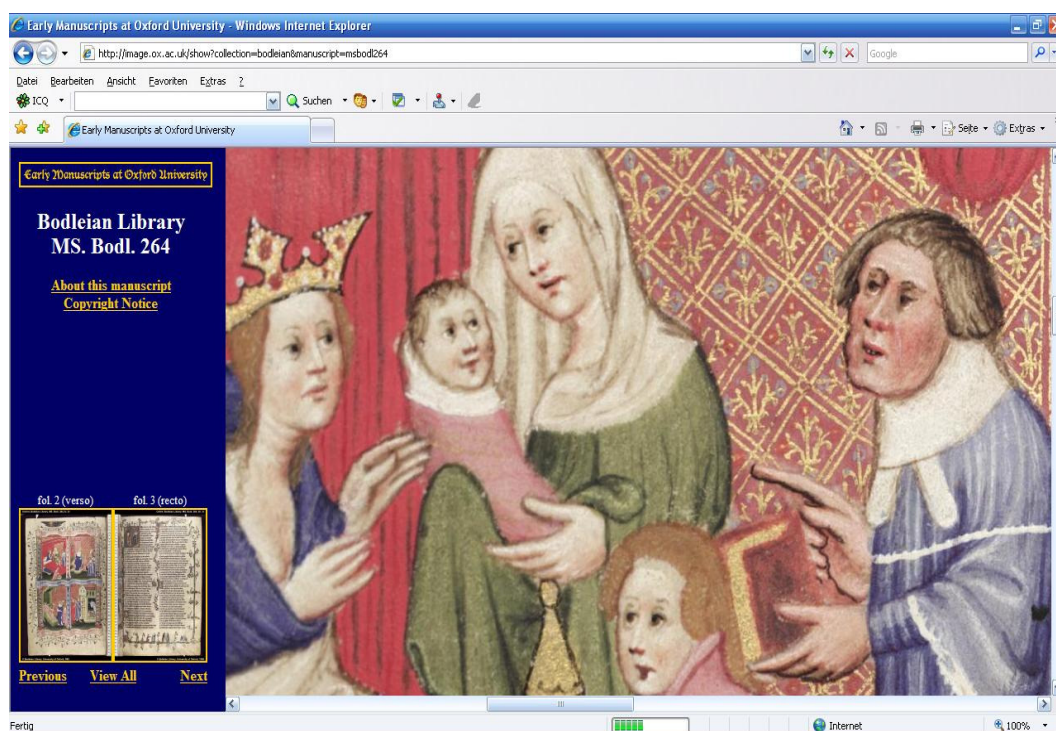 Early Manuscripts at Oxford University - Windows Internet Explorer
http://image.ox.ac.uk/show?collection=bodleian&manuscript=msbodl264
Google
Datei Bearbeiten Ansicht Favoriten Extras ?
ICQ Suchen
Early Manuscripts at Oxford University Seite Extras
Early Manuscripts at Oxford University
Bodleian Library
MS. Bodl. 264
About this manuscript
Copyright Notice
fol. 2 (verso) fol. 3 (recto)
Previous View All Next
Fertig Internet 100%